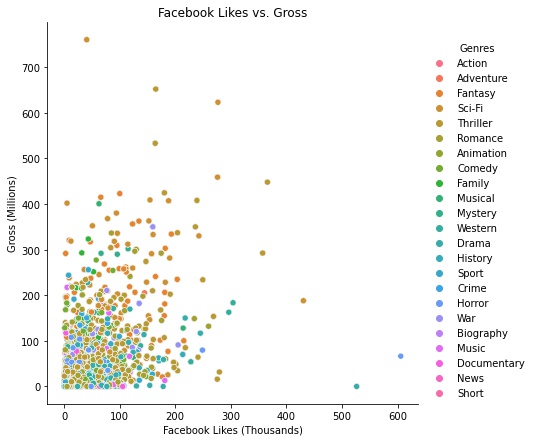 Facebook Likes vs. Gross
Gross (Millions)
700
600
500
400
300
200
100
0
0
100
200
300
400
500
600
Facebook Likes (Thousands)
Genres
Action
Adventure
Fantasy
Sci-Fi
Thriller
Romance
Animation
Comedy
Family
Musical
Mystery
Western
Drama
History
Sport
Crime
Horror
War
Biography
Music
Documentary
News
Short